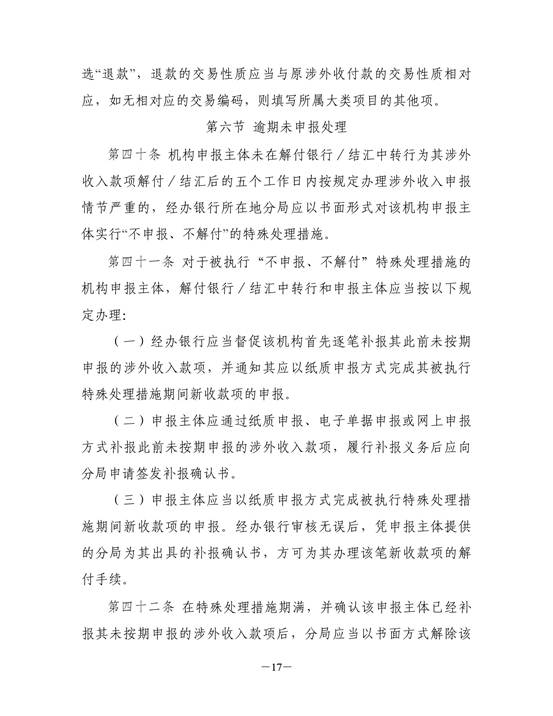 选“退款”，退款的交易性质应当与原涉外收付款的交易性质相对
应，如无相对应的交易编码，则填写所属大类项目的其他项。
第六节 逾期未申报处理
第四十条 机构申报主体未在解付银行／结汇中转行为其涉外
收入款项解付／结汇后的五个工作日内按规定办理涉外收入申报
情节严重的，经办银行所在地分局应以书面形式对该机构申报主
体实行“不申报、不解付”的特殊处理措施。
第四十一条 对于被执行“不申报、不解付”特殊处理措施的
机构申报主体，解付银行／结汇中转行和申报主体应当按以下规
定办理：
（一）经办银行应当督促该机构首先逐笔补报其此前未按期
申报的涉外收入款项，并通知其应以纸质申报方式完成其被执行
特殊处理措施期间新收款项的申报。
（二）申报主体应通过纸质申报、电子单据申报或网上申报
方式补报此前未按期申报的涉外收入款项，履行补报义务后应向
分局申请签发补报确认书。
（三）申报主体应当以纸质申报方式完成被执行特殊处理措
施期间新收款项的申报。经办银行审核无误后，凭申报主体提供
的分局为其出具的补报确认书，方可为其办理该笔新收款项的解
付手续。
第四十二条 在特殊处理措施期满，并确认该申报主体已经补
报其未按期申报的涉外收入款项后，分局应当以书面方式解除该
—17—